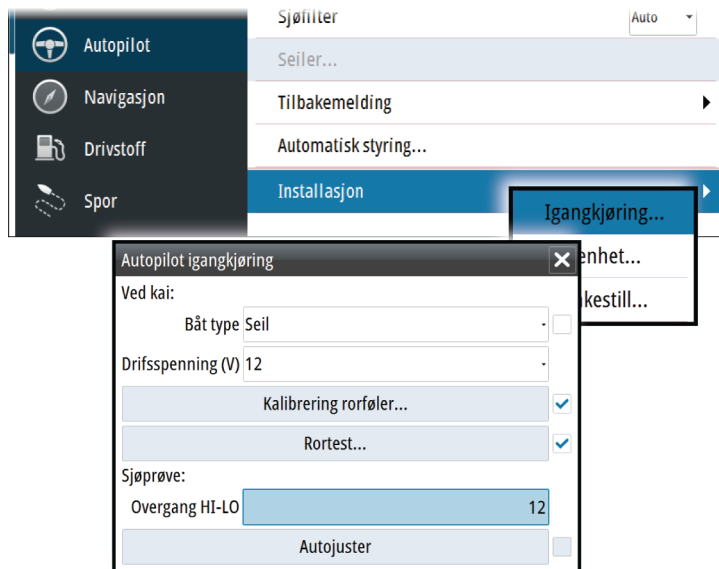 Sjøfilter
Auto
Autopilot
Seiler...
Navigasjon
Tilbakemelding
Drivstoff
Automatisk styring...
Spor
Installasjon
Igangkjøring...
enhet...
kestill...
Autopilot igangkjøring
Ved kai:
Båt type Seil
Drifsspenning (V) 12
Kalibrering rorføler...
Rortest...
Sjøprøve:
Overgang HI-LO 12
Autojuster